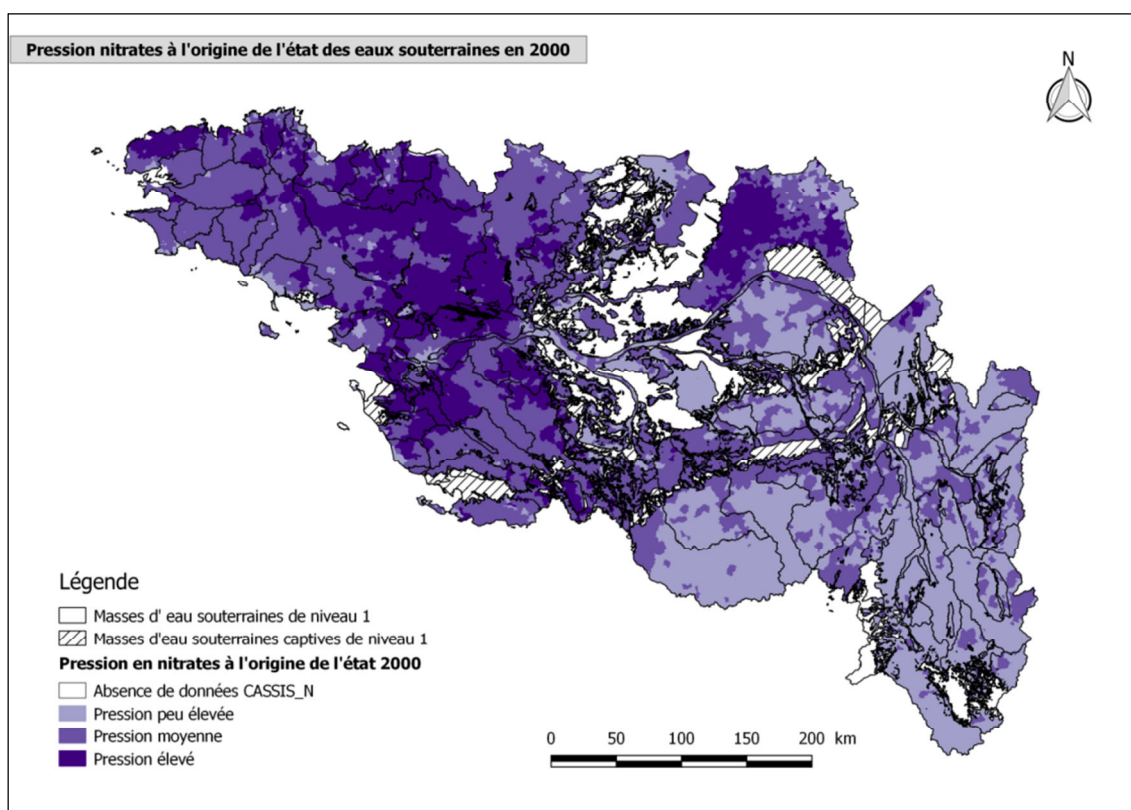 Pression nitrates à l'origine de l'état des eaux souterraines en 2000
N
Légende
Masses d' eau souterraines de niveau 1
Masses d'eau souterraines captives de niveau 1
Pression en nitrates à l'origine de l'état 2000
Absence de données CASSIS_N
Pression peu élevée
Pression moyenne
Pression élevé
0 50 100 150 200 km